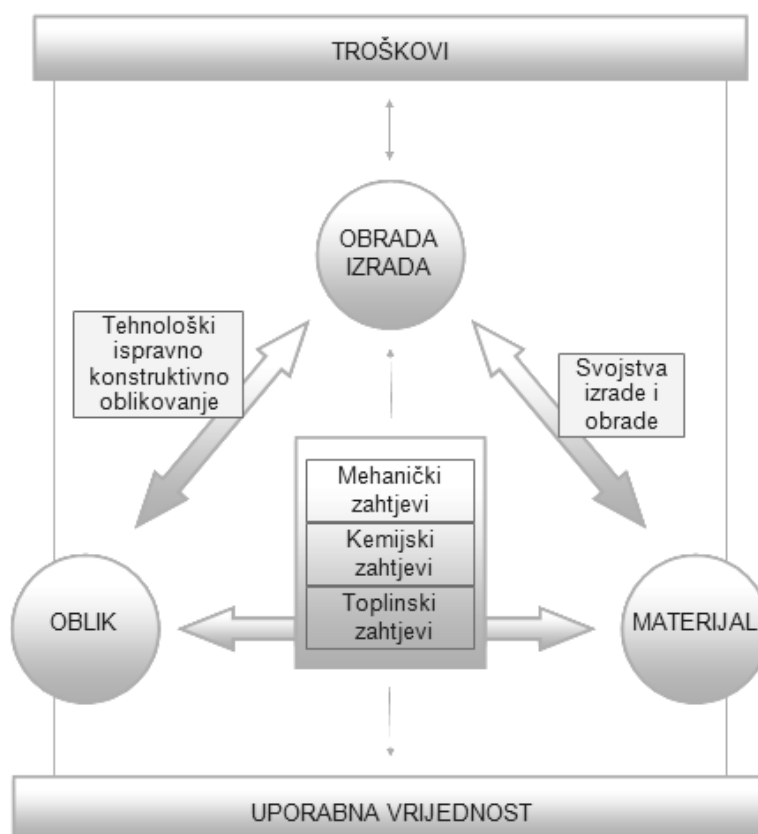 TROŠKOVI
OBRADA
IZRADA
Tehnološki
ispravno
konstruktivno
oblikovanje
Svojstva
izrade i
obrade
Mehanički
zahtjevi
Kemijski
zahtjevi
Toplinski
zahtjevi
OBLIK
MATERIJAL
UPORABNA VRIJEDNOST